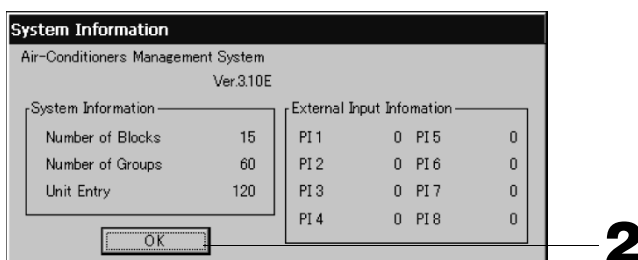 System Information
Air-Conditioners Management System
Ver.3.10E
System Information
Number of Blocks 15
Number of Groups 60
Unit Entry 120
External Input Infomation
PI 1 0 PI 5 0
PI 2 0 PI 6 0
PI 3 0 PI 7 0
PI 4 0 PI 8 0
OK
2